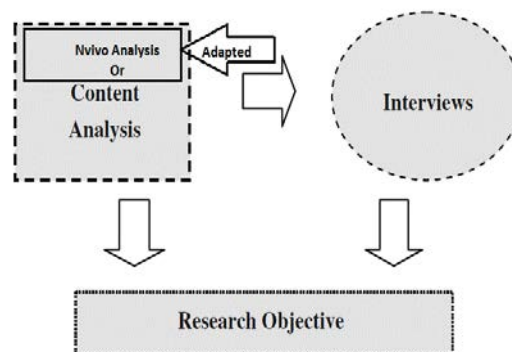 Nvivo Analysis
Or
Content
Analysis
Adapted
Interviews
Research Objective